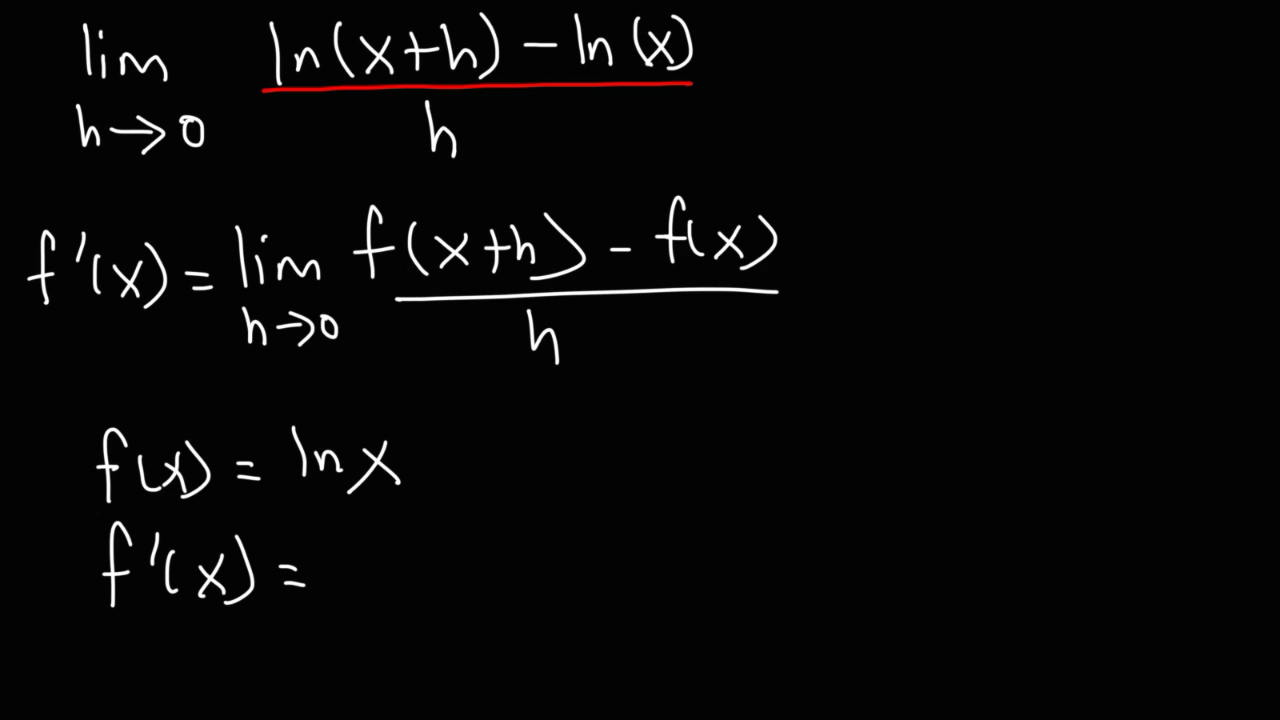 lim ln(x+h) - ln(x)
h→0 h
f'(x) = lim f(x+h) - f(x)
h→0 h
f(x) = ln x
f'(x) =